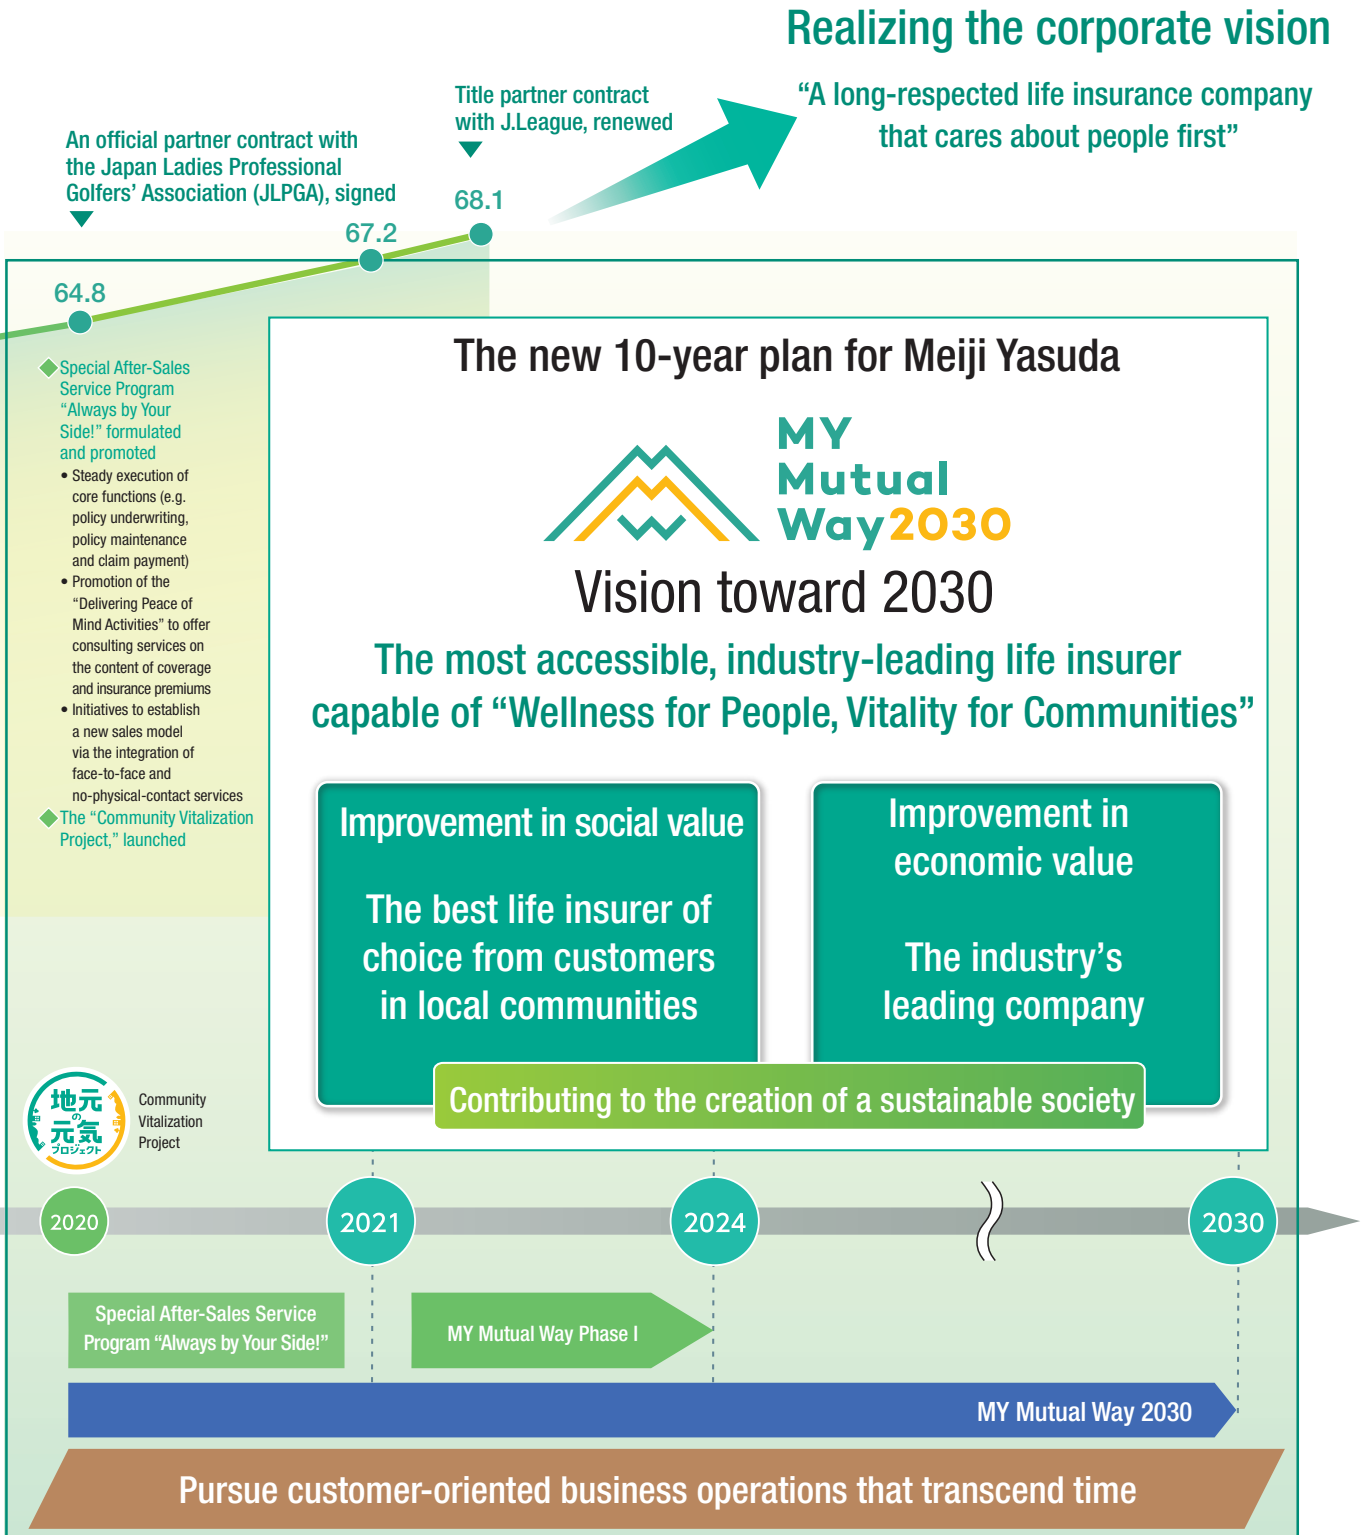 Realizing the corporate vision
“A long-respected life insurance company
that cares about people first”
Title partner contract
with J.League, renewed
An official partner contract with
the Japan Ladies Professional
Golfers’ Association (JLPGA), signed
68.1
67.2
64.8
Special After-Sales
Service Program
“Always by Your
Side!” formulated
and promoted
• Steady execution of
core functions (e.g.
policy underwriting,
policy maintenance
and claim payment)
• Promotion of the
“Delivering Peace of
Mind Activities” to offer
consulting services on
the content of coverage
and insurance premiums
• Initiatives to establish
a new sales model
via the integration of
face-to-face and
no-physical-contact services
The “Community Vitalization
Project,” launched
The new 10-year plan for Meiji Yasuda
MY
Mutual
Way2030
Vision toward 2030
The most accessible, industry-leading life insurer
capable of “Wellness for People, Vitality for Communities”
Improvement in social value
The best life insurer of
choice from customers
in local communities
Improvement in
economic value
The industry’s
leading company
Contributing to the creation of a sustainable society
地元
の
元気
プロジェクト
Community
Vitalization
Project
2020
2021
2024
2030
Special After-Sales Service
Program “Always by Your Side!”
MY Mutual Way Phase I
MY Mutual Way 2030
Pursue customer-oriented business operations that transcend time